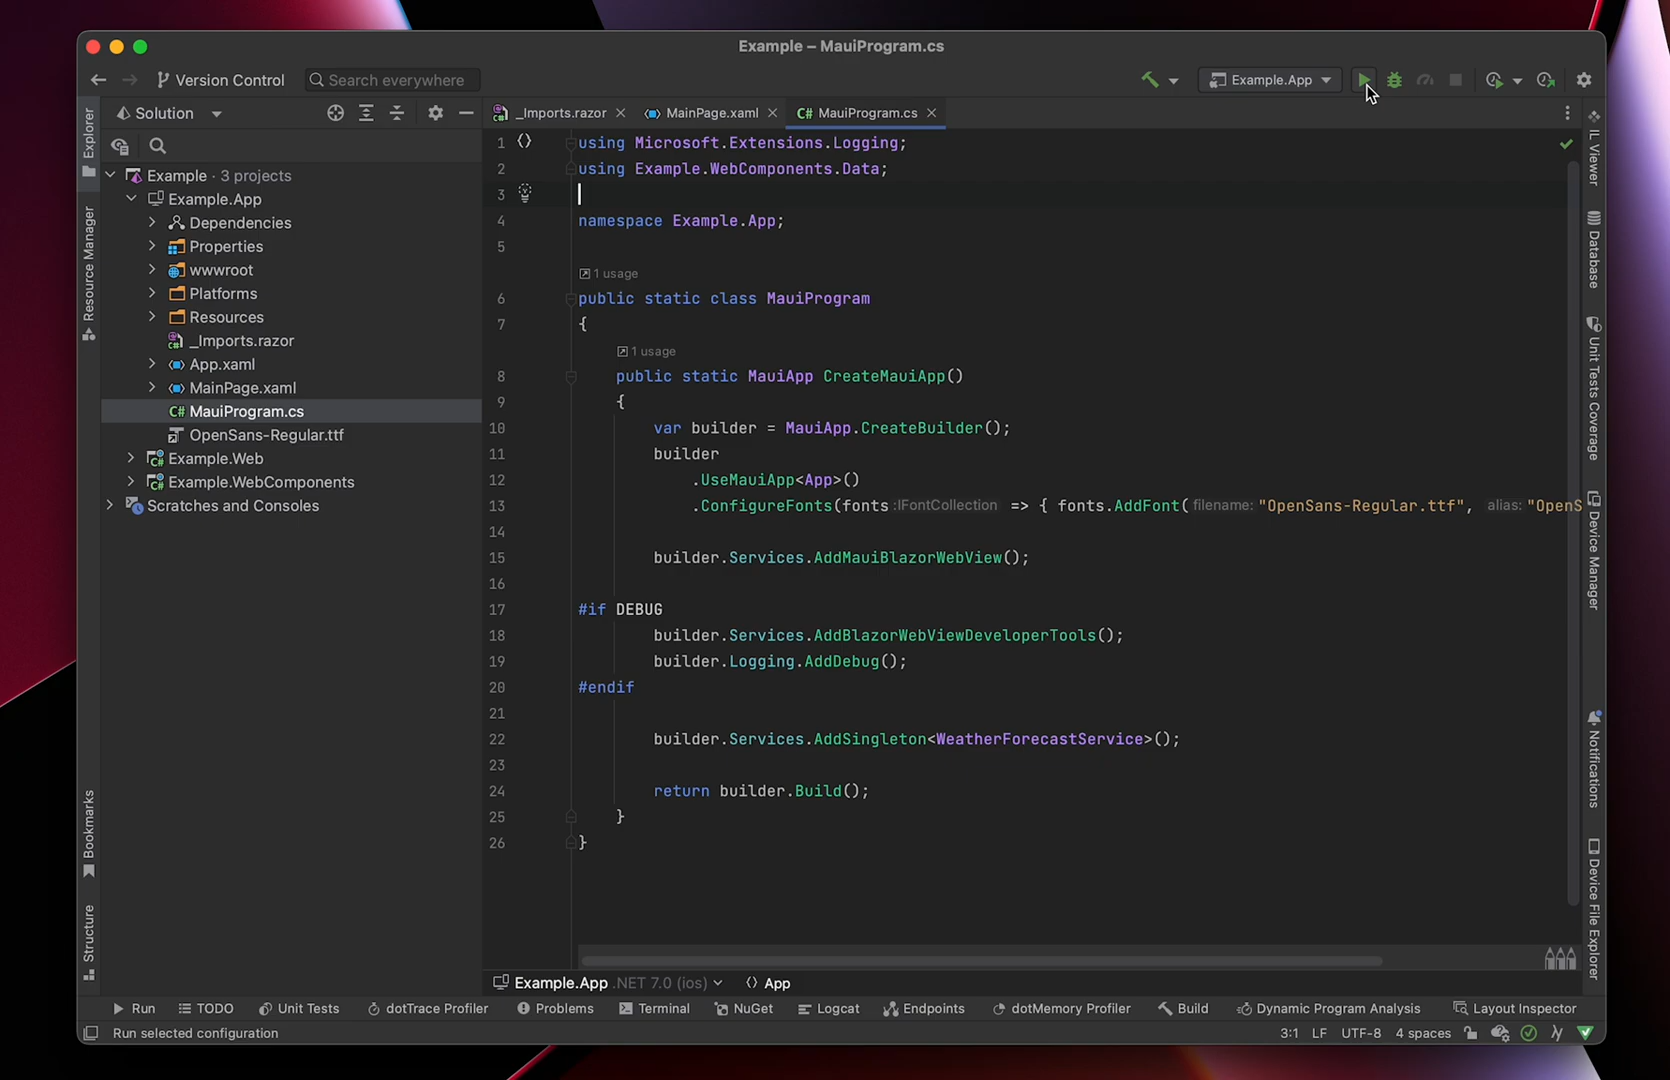 Example – MauiProgram.cs
Version Control
Search everywhere
Example.App
Solution
_Imports.razor
MainPage.xaml
C# MauiProgram.cs
Explorer
Resource Manager
Bookmarks
Structure
Example · 3 projects
Example.App
Dependencies
Properties
wwwroot
Platforms
Resources
_Imports.razor
App.xaml
MainPage.xaml
C# MauiProgram.cs
OpenSans-Regular.ttf
Example.Web
Example.WebComponents
Scratches and Consoles
1 using Microsoft.Extensions.Logging;
2 using Example.WebComponents.Data;
3
4 namespace Example.App;
5
1 usage
6 public static class MauiProgram
7 {
1 usage
8 public static MauiApp CreateMauiApp()
9 {
10 var builder = MauiApp.CreateBuilder();
11 builder
12 .UseMauiApp<App>()
13 .ConfigureFonts(fonts :IFontCollection => { fonts.AddFont( filename: "OpenSans-Regular.ttf", alias: "OpenS
14
15 builder.Services.AddMauiBlazorWebView();
16
17 #if DEBUG
18 builder.Services.AddBlazorWebViewDeveloperTools();
19 builder.Logging.AddDebug();
20 #endif
21
22 builder.Services.AddSingleton<WeatherForecastService>();
23
24 return builder.Build();
25 }
26 }
IL Viewer
Database
Unit Tests Coverage
Device Manager
Notifications
Device File Explorer
Example.App .NET 7.0 (ios) App
Run TODO Unit Tests dotTrace Profiler Problems Terminal NuGet Logcat Endpoints dotMemory Profiler Build Dynamic Program Analysis Layout Inspector
Run selected configuration 3:1 LF UTF-8 4 spaces